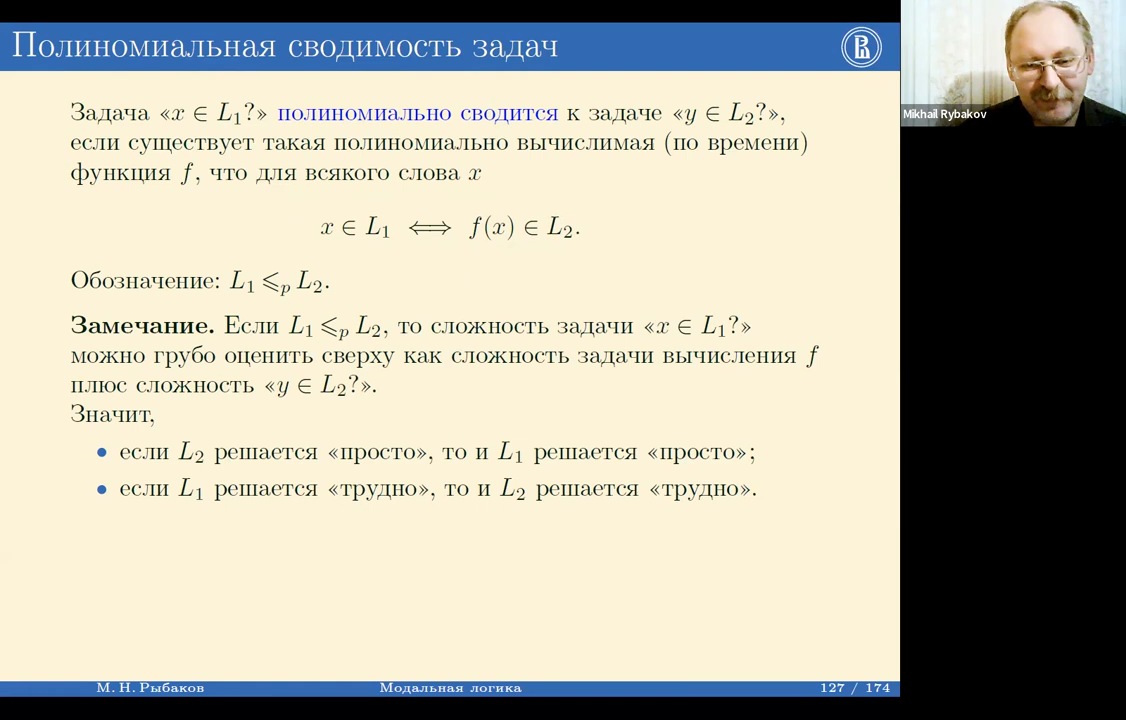 Полиномиальная сводимость задач
Задача «x ∈ L₁?» полиномиально сводится к задаче «y ∈ L₂?»,
если существует такая полиномиально вычислимая (по времени)
функция f, что для всякого слова x
x ∈ L₁ ⟺ f(x) ∈ L₂.
Обозначение: L₁ ⩽ₚ L₂.
Замечание. Если L₁ ⩽ₚ L₂, то сложность задачи «x ∈ L₁?»
можно грубо оценить сверху как сложность задачи вычисления f
плюс сложность «y ∈ L₂?».
Значит,
• если L₂ решается «просто», то и L₁ решается «просто»;
• если L₁ решается «трудно», то и L₂ решается «трудно».
М. Н. Рыбаков Модальная логика 127 / 174
Mikhail Rybakov